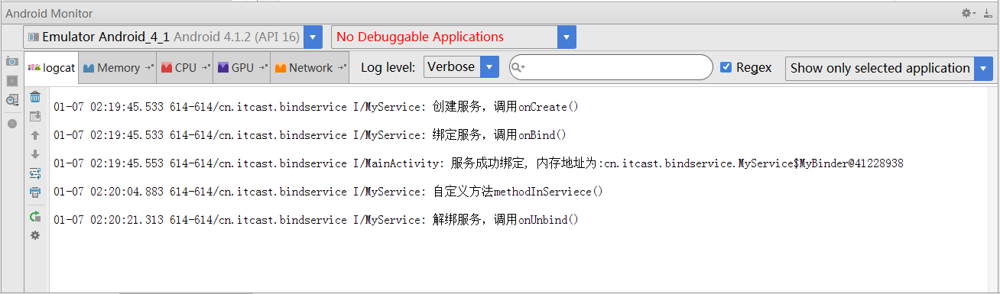 Android Monitor
Emulator Android_4_1 Android 4.1.2 (API 16) No Debuggable Applications
logcat Memory CPU GPU Network Log level: Verbose Regex Show only selected application
01-07 02:19:45.533 614-614/cn.itcast.bindservice I/MyService: 创建服务，调用onCreate()
01-07 02:19:45.533 614-614/cn.itcast.bindservice I/MyService: 绑定服务，调用onBind()
01-07 02:19:45.553 614-614/cn.itcast.bindservice I/MainActivity: 服务成功绑定, 内存地址为:cn.itcast.bindservice.MyService$MyBinder@41228938
01-07 02:20:04.883 614-614/cn.itcast.bindservice I/MyService: 自定义方法methodInServiece()
01-07 02:20:21.313 614-614/cn.itcast.bindservice I/MyService: 解绑服务，调用onUnbind()